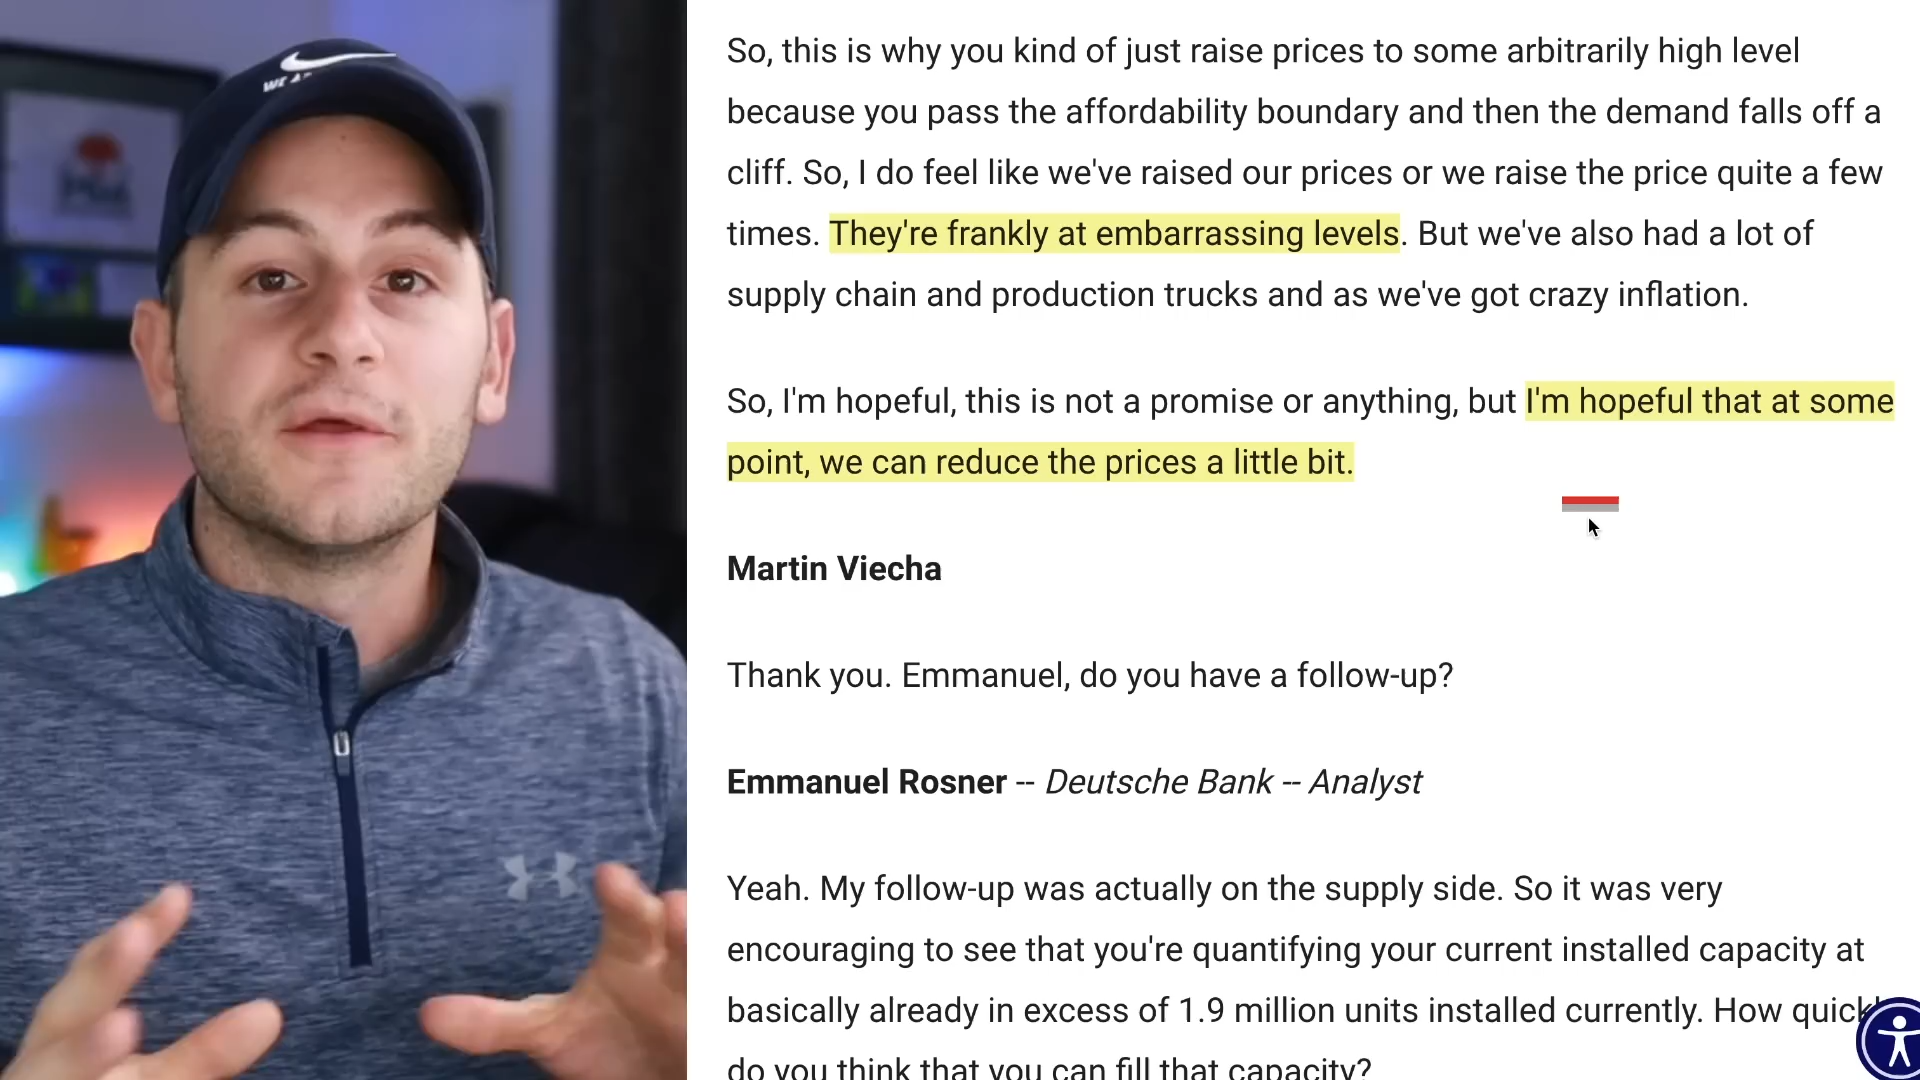 So, this is why you kind of just raise prices to some arbitrarily high level
because you pass the affordability boundary and then the demand falls off a
cliff. So, I do feel like we've raised our prices or we raise the price quite a few
times. They're frankly at embarrassing levels. But we've also had a lot of
supply chain and production trucks and as we've got crazy inflation.
So, I'm hopeful, this is not a promise or anything, but I'm hopeful that at some
point, we can reduce the prices a little bit.
Martin Viecha
Thank you. Emmanuel, do you have a follow-up?
Emmanuel Rosner -- Deutsche Bank -- Analyst
Yeah. My follow-up was actually on the supply side. So it was very
encouraging to see that you're quantifying your current installed capacity at
basically already in excess of 1.9 million units installed currently. How quickly
do you think that you can fill that capacity?